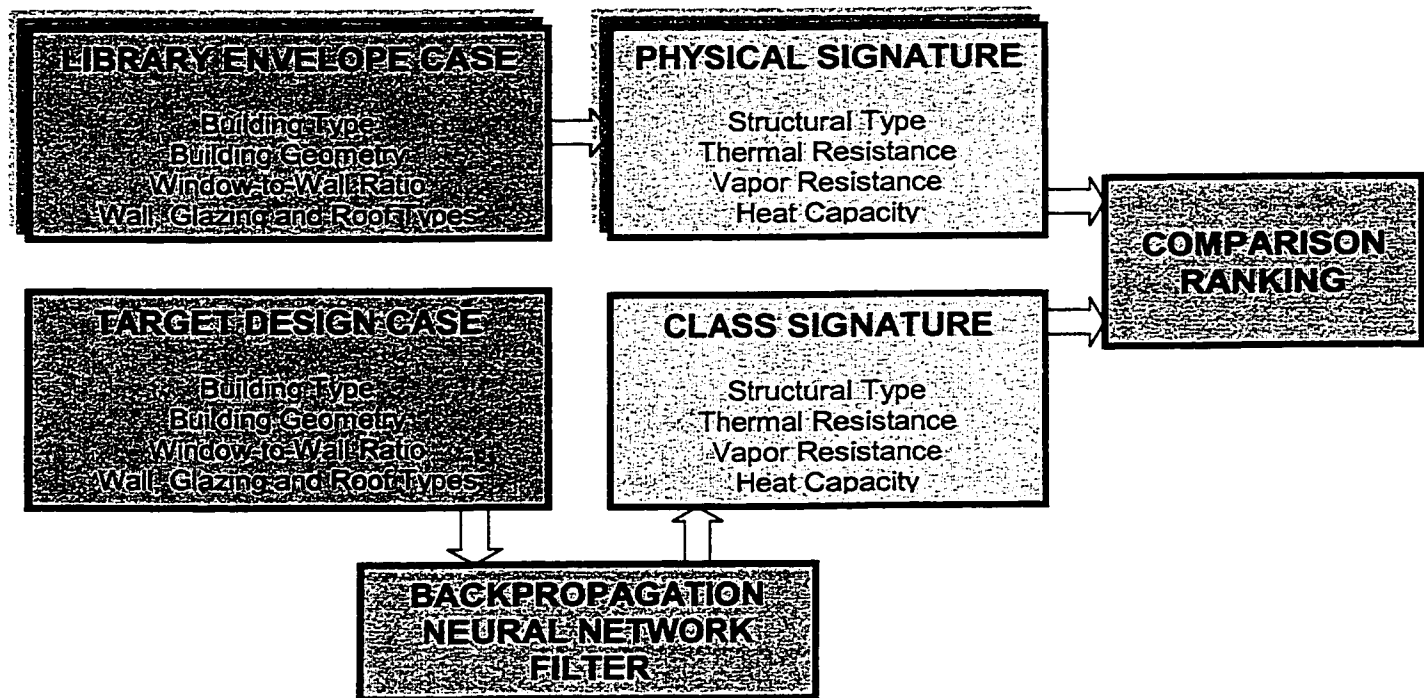 LIBRARY ENVELOPE CASE
Building Type
Building Geometry
Window-to-Wall Ratio
Wall, Glazing and Roof Types
PHYSICAL SIGNATURE
Structural Type
Thermal Resistance
Vapor Resistance
Heat Capacity
COMPARISON
RANKING
TARGET DESIGN CASE
Building Type
Building Geometry
Window-to-Wall Ratio
Wall, Glazing and Roof Types
CLASS SIGNATURE
Structural Type
Thermal Resistance
Vapor Resistance
Heat Capacity
BACKPROPAGATION
NEURAL NETWORK
FILTER